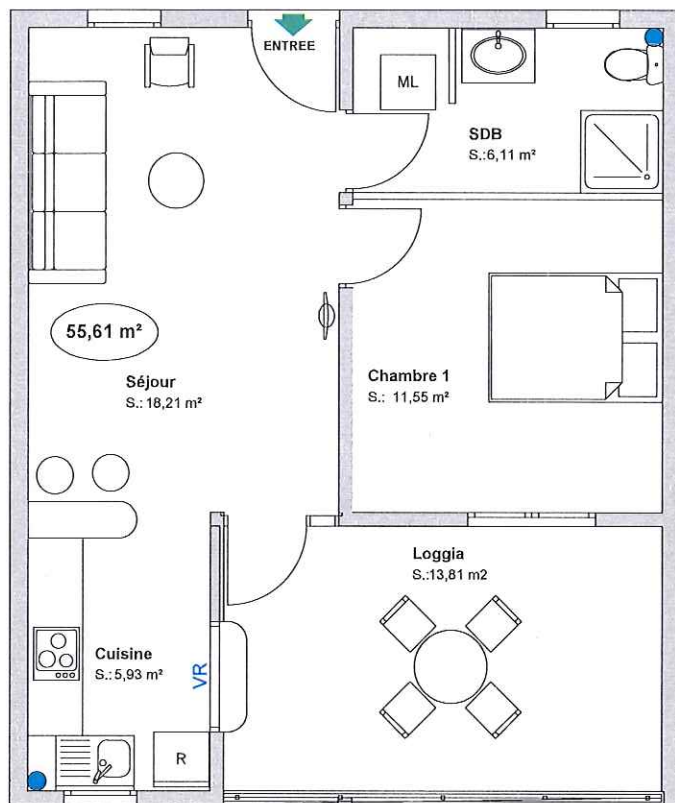 ENTREE
ML
SDB
S.:6,11 m²
55,61 m²
Séjour
S.: 18,21 m²
Chambre 1
S.: 11,55 m²
Loggia
S.:13,81 m2
Cuisine
S.: 5,93 m²
VR
R